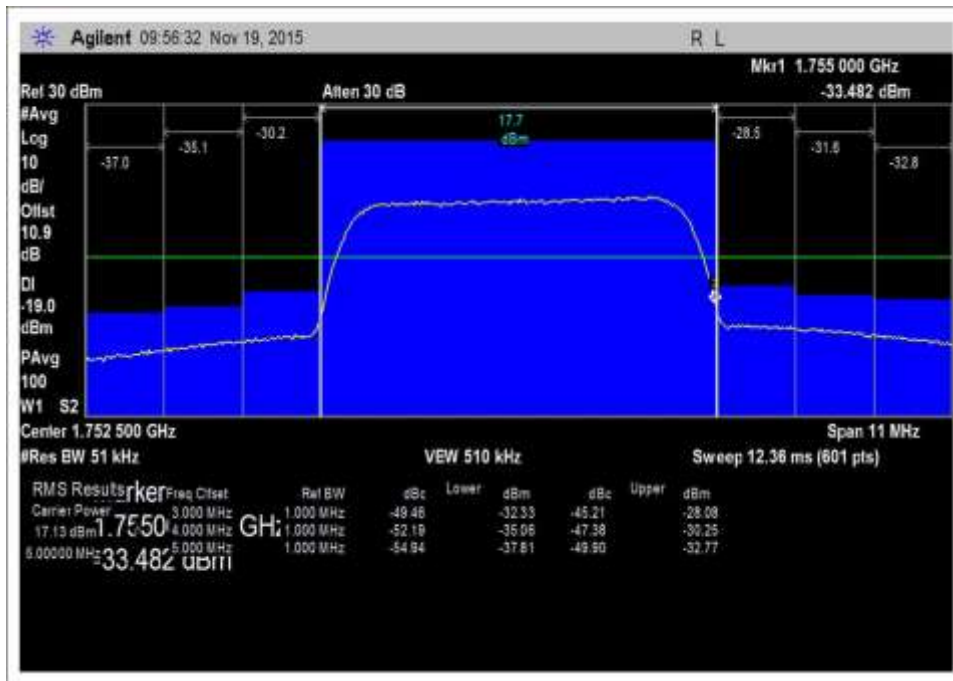 Agilent 09:56:32 Nov 19, 2015 R L
Mkr1 1.755 000 GHz
Ref 30 dBm Atten 30 dB -33.482 dBm
#Avg
Log
10
dB/
Offst
10.9
dB
DI
-19.0
dBm
PAvg
100
W1 S2
-37.0 -35.1 -30.2 17.7 -28.5 -31.6 -32.8
dBm
Center 1.752 500 GHz Span 11 MHz
#Res BW 51 kHz VBW 510 kHz Sweep 12.36 ms (601 pts)
RMS Results Marker Freq Offset Ref BW dBc Lower dBm dBc Upper dBm
Carrier Power 3.000 MHz 1.000 MHz -49.46 -32.33 -45.21 -28.08
17.13 dBm 1.7550 GHz 4.000 MHz 1.000 MHz -52.19 -35.06 -47.38 -30.25
5.00000 MHz 5.000 MHz 1.000 MHz -54.94 -37.81 -49.90 -32.77
-33.482 dBm